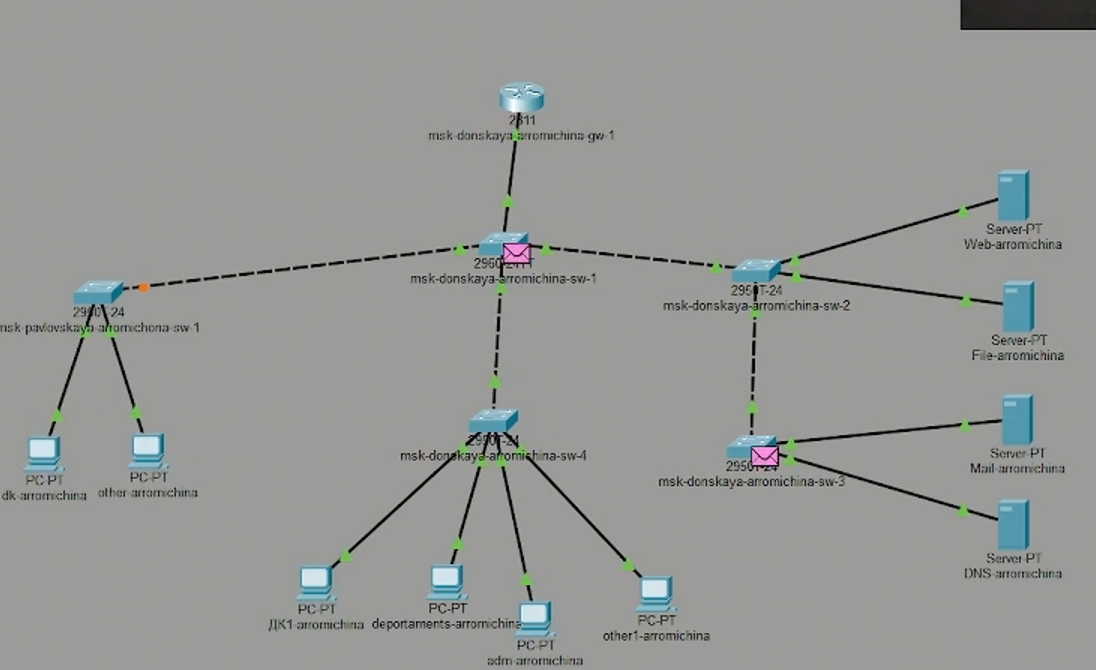 2811
msk-donskaya-arromichina-gw-1
Server-PT
Web-arromichina
2960-24TT
msk-donskaya-arromichina-sw-1
2950T-24
msk-donskaya-arromichina-sw-2
2950T-24
msk-pavlovskaya-arromichona-sw-1
Server-PT
File-arromichina
2950T-24
msk-donskaya-arromichina-sw-4
2950T-24
msk-donskaya-arromichina-sw-3
Server-PT
Mail-arromichina
PC-PT
dk-arromichina
PC-PT
other-arromichina
Server-PT
DNS-arromichina
PC-PT
ДК1-arromichina
PC-PT
deportaments-arromichina
PC-PT
adm-arromichina
PC-PT
other1-arromichina